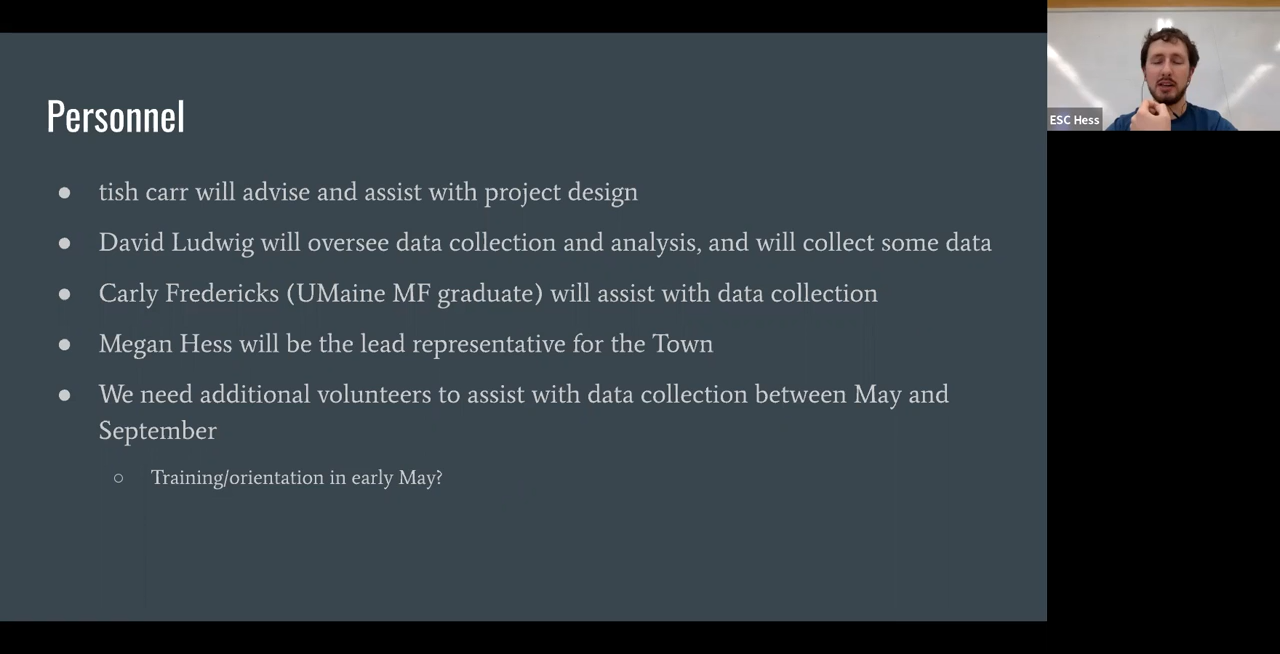 Personnel
● tish carr will advise and assist with project design
● David Ludwig will oversee data collection and analysis, and will collect some data
● Carly Fredericks (UMaine MF graduate) will assist with data collection
● Megan Hess will be the lead representative for the Town
● We need additional volunteers to assist with data collection between May and
September
○ Training/orientation in early May?
ESC Hess